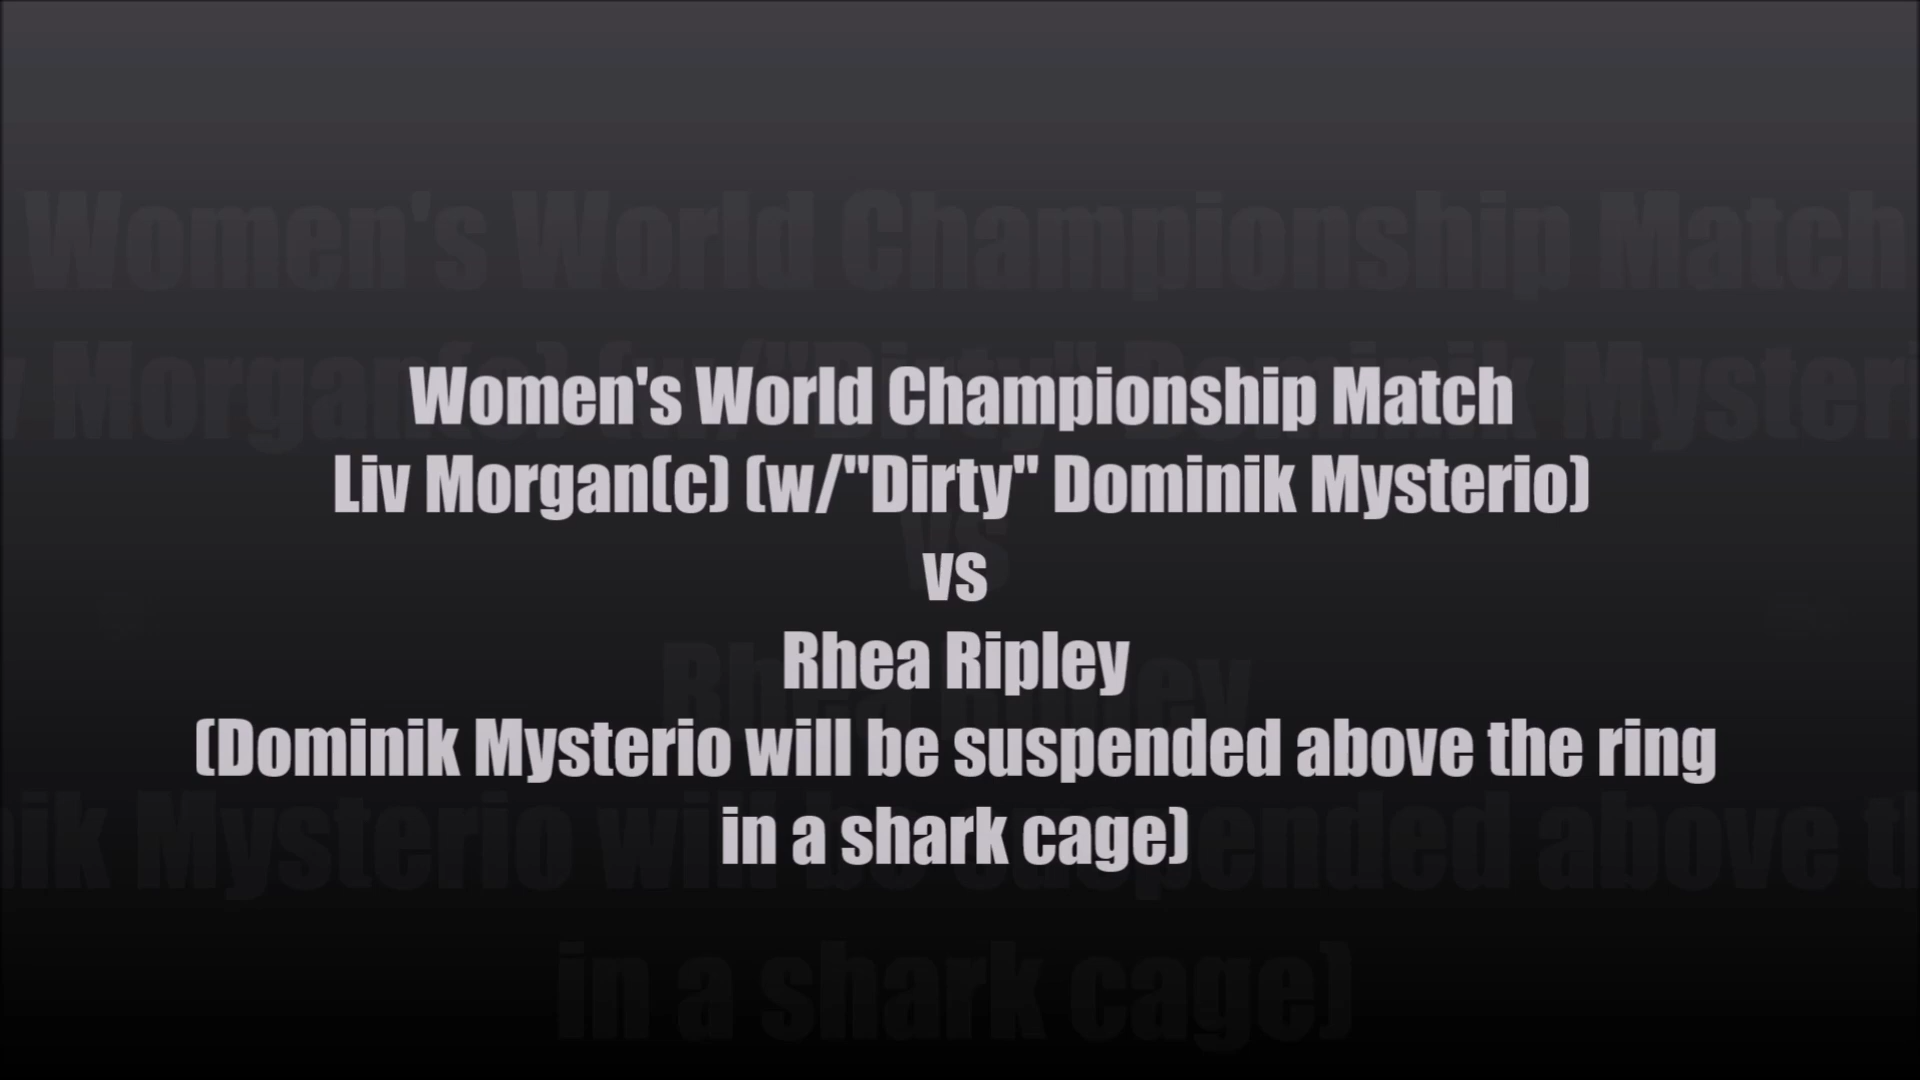 Women's World Championship Match
Liv Morgan(c) (w/"Dirty" Dominik Mysterio)
vs
Rhea Ripley
(Dominik Mysterio will be suspended above the ring
in a shark cage)